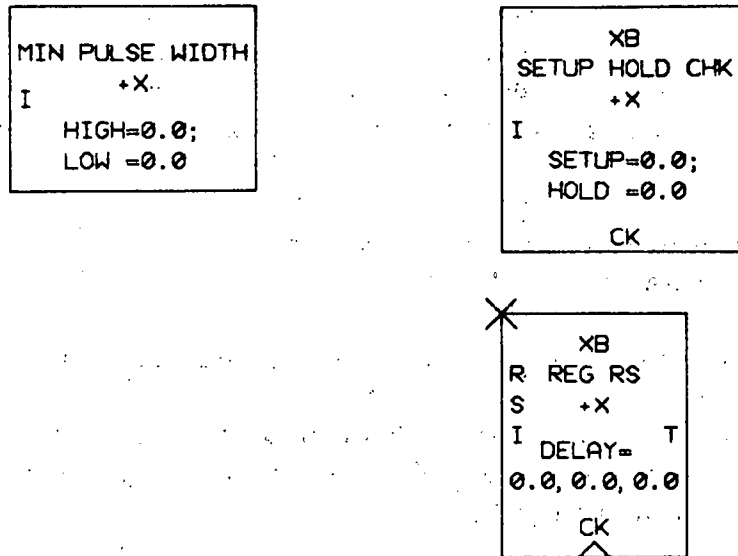 MIN PULSE WIDTH
+X
I
HIGH=0.0;
LOW =0.0
XB
SETUP HOLD CHK
+X
I
SETUP=0.0;
HOLD =0.0
CK
XB
R REG RS
S +X
I T
DELAY=
0.0, 0.0, 0.0
CK